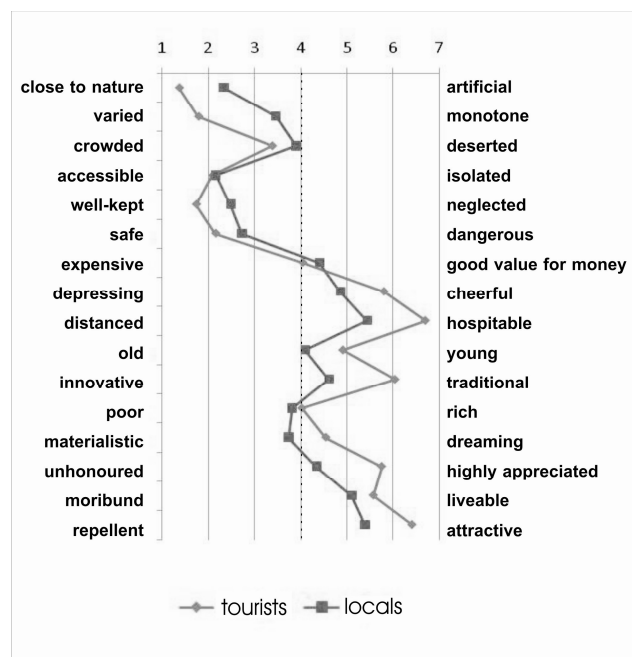 1 2 3 4 5 6 7
close to nature artificial
varied monotone
crowded deserted
accessible isolated
well-kept neglected
safe dangerous
expensive good value for money
depressing cheerful
distanced hospitable
old young
innovative traditional
poor rich
materialistic dreaming
unhonoured highly appreciated
moribund liveable
repellent attractive
tourists locals